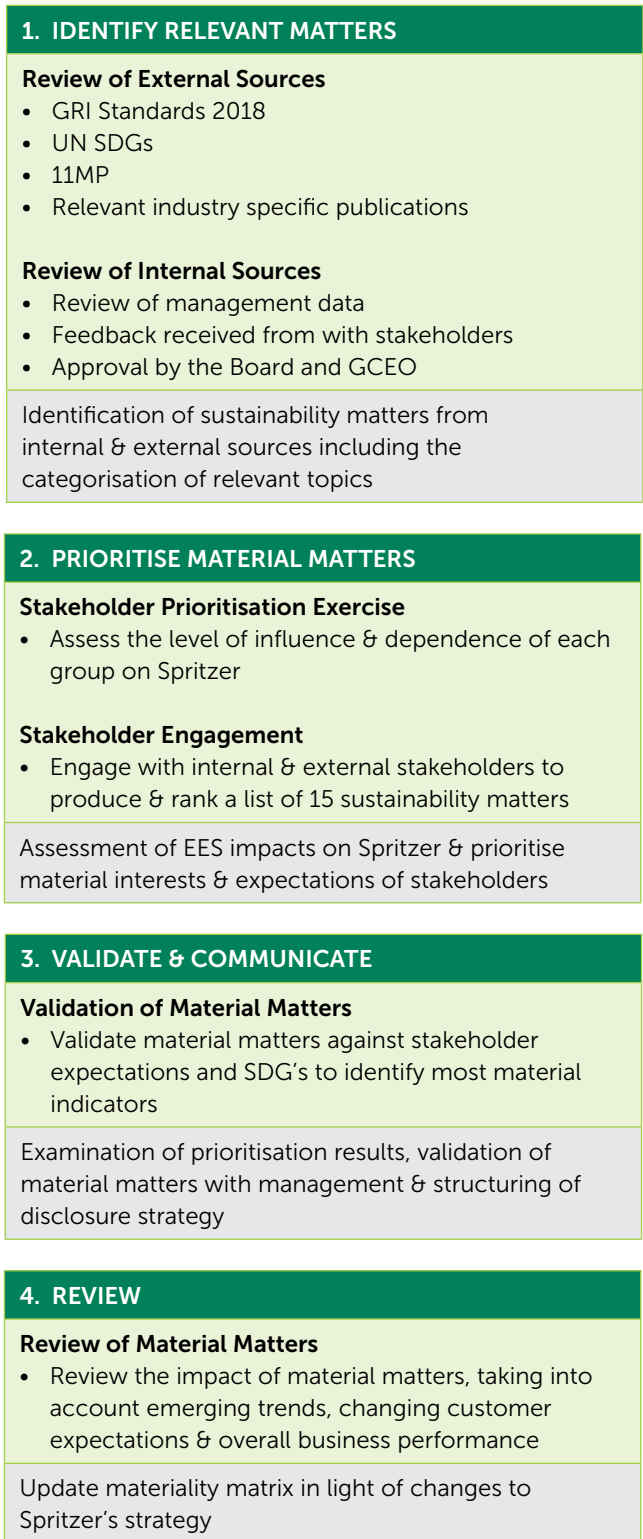 1. IDENTIFY RELEVANT MATTERS
Review of External Sources
• GRI Standards 2018
• UN SDGs
• 11MP
• Relevant industry specific publications
Review of Internal Sources
• Review of management data
• Feedback received from with stakeholders
• Approval by the Board and GCEO
Identification of sustainability matters from
internal & external sources including the
categorisation of relevant topics
2. PRIORITISE MATERIAL MATTERS
Stakeholder Prioritisation Exercise
• Assess the level of influence & dependence of each
group on Spritzer
Stakeholder Engagement
• Engage with internal & external stakeholders to
produce & rank a list of 15 sustainability matters
Assessment of EES impacts on Spritzer & prioritise
material interests & expectations of stakeholders
3. VALIDATE & COMMUNICATE
Validation of Material Matters
• Validate material matters against stakeholder
expectations and SDG's to identify most material
indicators
Examination of prioritisation results, validation of
material matters with management & structuring of
disclosure strategy
4. REVIEW
Review of Material Matters
• Review the impact of material matters, taking into
account emerging trends, changing customer
expectations & overall business performance
Update materiality matrix in light of changes to
Spritzer's strategy